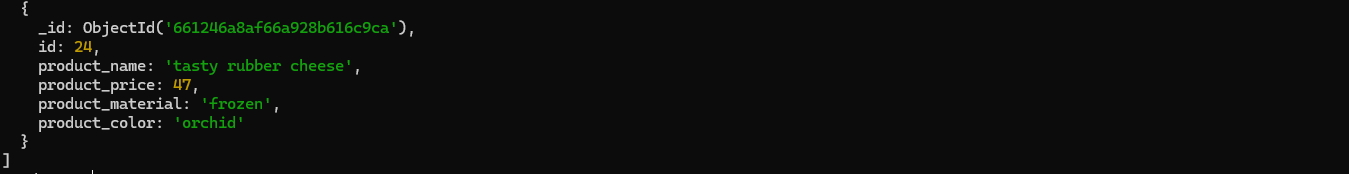 {
_id: ObjectId('661246a8af66a928b616c9ca'),
id: 24,
product_name: 'tasty rubber cheese',
product_price: 47,
product_material: 'frozen',
product_color: 'orchid'
}
]